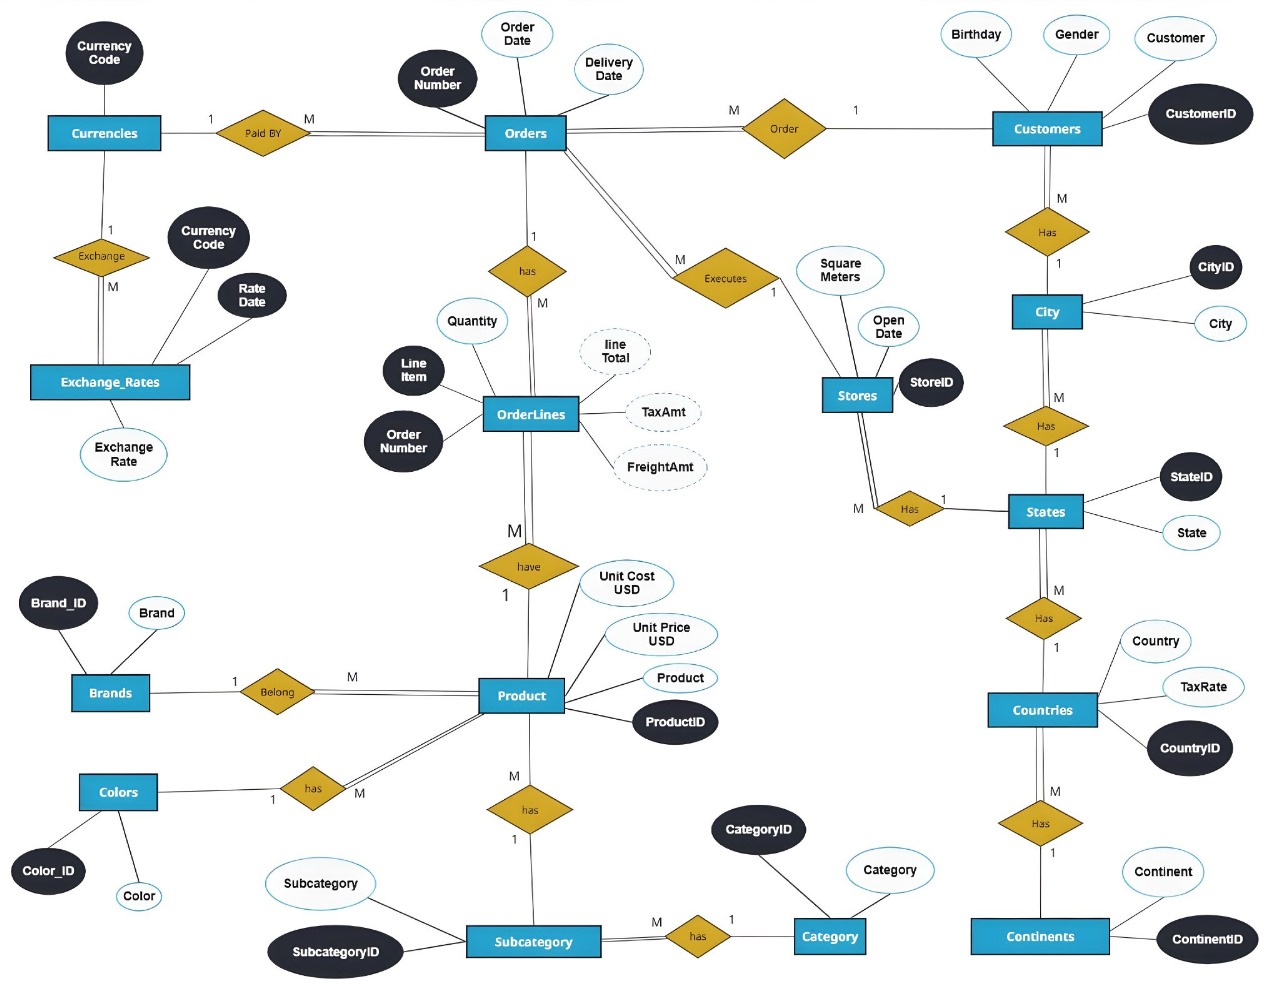 Currency
Code
Order
Date
Order
Number
Delivery
Date
Birthday
Gender
Customer
CustomerID
Currencies
1
Paid BY
M
Orders
M
Order
1
Customers
1
Exchange
M
Currency
Code
Rate
Date
Exchange_Rates
Exchange
Rate
1
has
M
M
Executes
1
Square
Meters
Open
Date
Stores
StoreID
M
Has
1
CityID
City
City
Quantity
Line
Item
Order
Number
OrderLines
line
Total
TaxAmt
FreightAmt
M
Has
1
M
Has
1
States
StateID
State
M
have
1
Unit Cost
USD
Unit Price
USD
Product
ProductID
M
Has
1
Country
TaxRate
CountryID
Countries
Brand_ID
Brand
Brands
1
Belong
M
Product
Colors
1
has
M
Color_ID
Color
M
has
1
M
Has
1
Subcategory
SubcategoryID
Subcategory
M
has
1
CategoryID
Category
Category
Continent
ContinentID
Continents